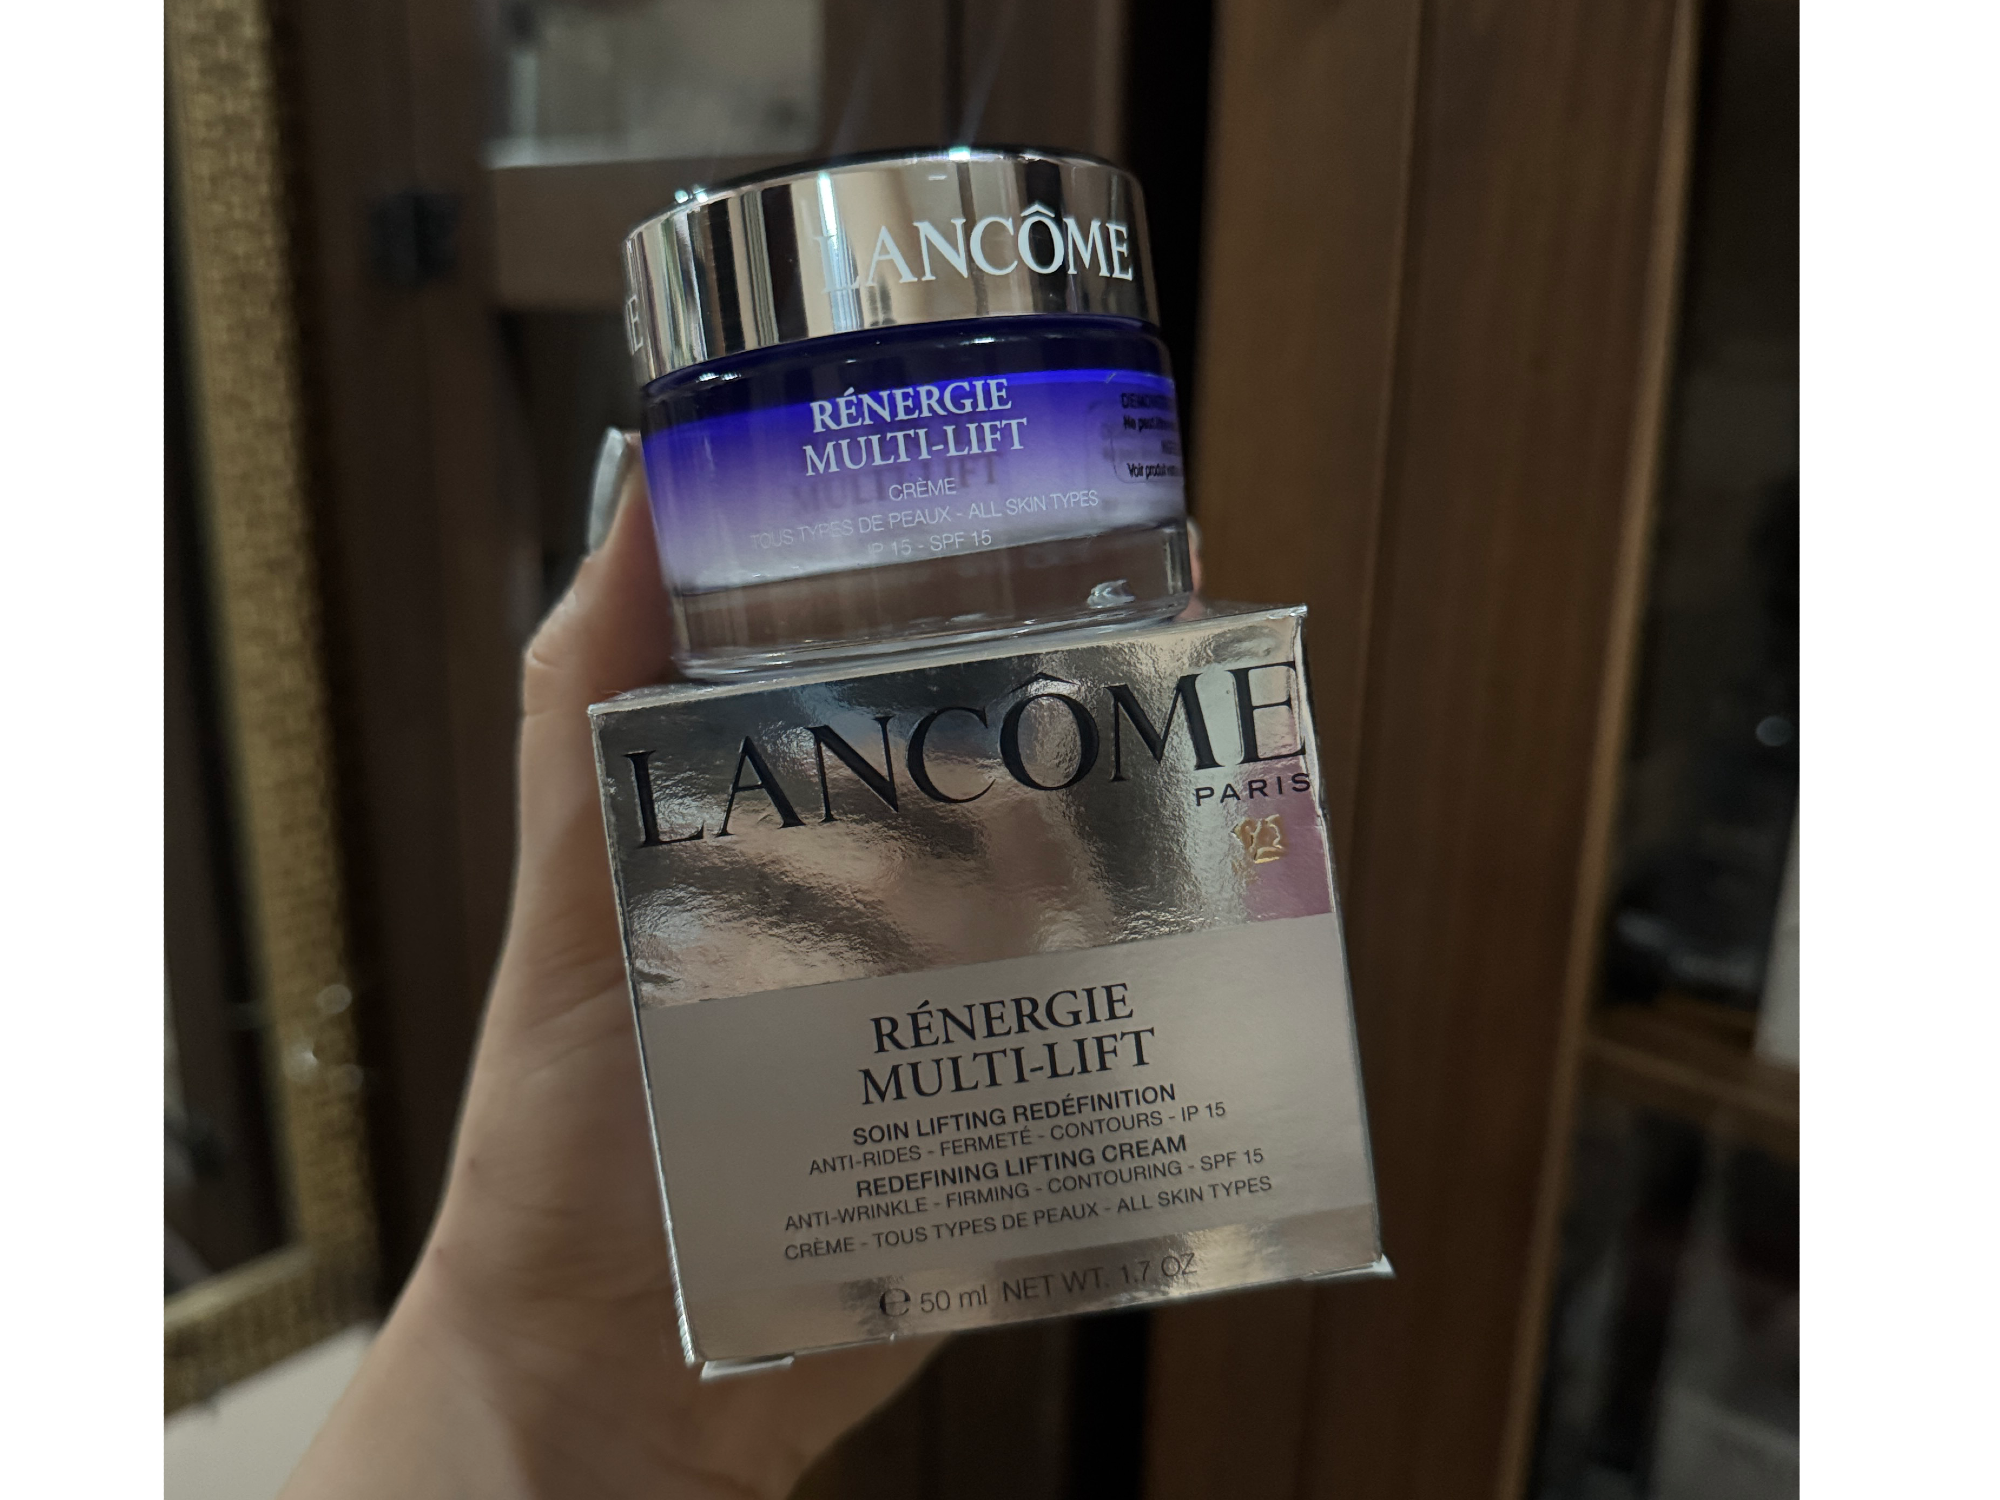 LANCÔME
RÉNERGIE
MULTI-LIFT
CRÈME
TOUS TYPES DE PEAUX - ALL SKIN TYPES
IP 15 - SPF 15
Voir produit
LANCÔME
PARIS
RÉNERGIE
MULTI-LIFT
SOIN LIFTING REDÉFINITION
ANTI-RIDES - FERMETÉ - CONTOURS - IP 15
REDEFINING LIFTING CREAM
ANTI-WRINKLE - FIRMING - CONTOURING - SPF 15
CRÈME - TOUS TYPES DE PEAUX - ALL SKIN TYPES
℮ 50 ml NET WT. 1.7 OZ